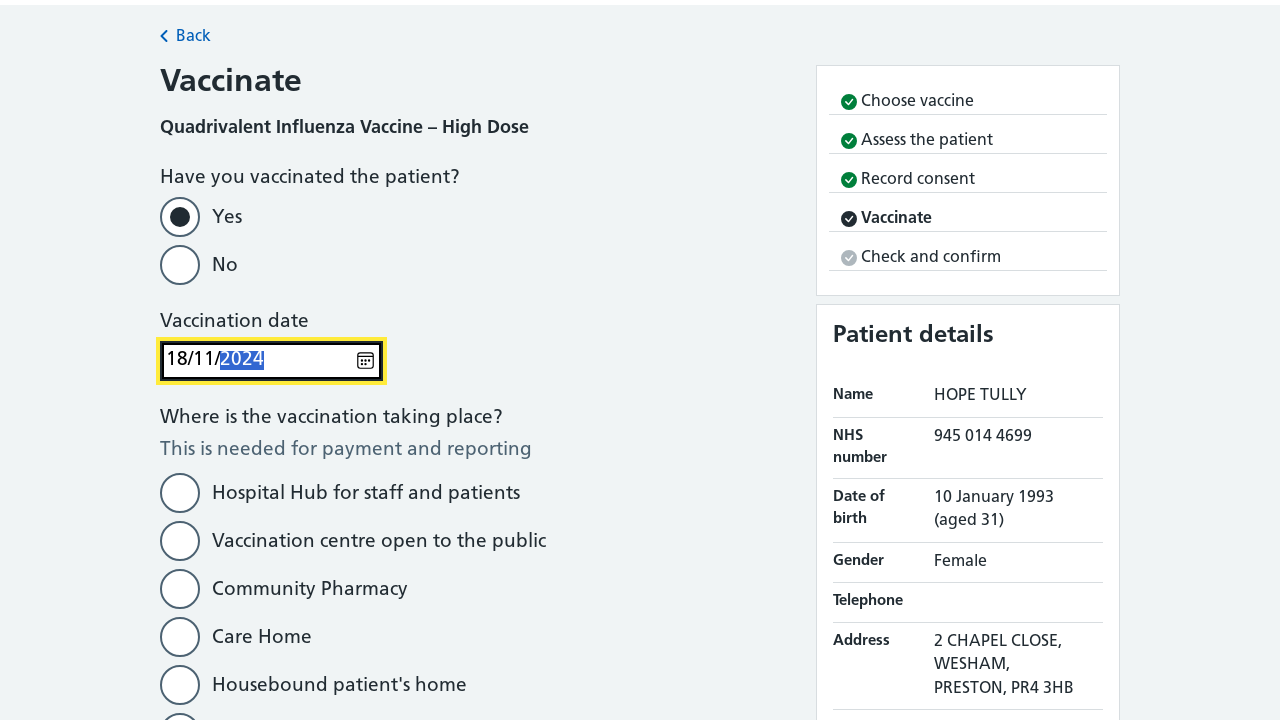 Back
Vaccinate
Quadrivalent Influenza Vaccine – High Dose
Have you vaccinated the patient?
Yes
No
Vaccination date
18/11/2024
Where is the vaccination taking place?
This is needed for payment and reporting
Hospital Hub for staff and patients
Vaccination centre open to the public
Community Pharmacy
Care Home
Housebound patient's home
Choose vaccine
Assess the patient
Record consent
Vaccinate
Check and confirm
Patient details
Name HOPE TULLY
NHS number 945 014 4699
Date of birth 10 January 1993
(aged 31)
Gender Female
Telephone
Address 2 CHAPEL CLOSE,
WESHAM,
PRESTON, PR4 3HB